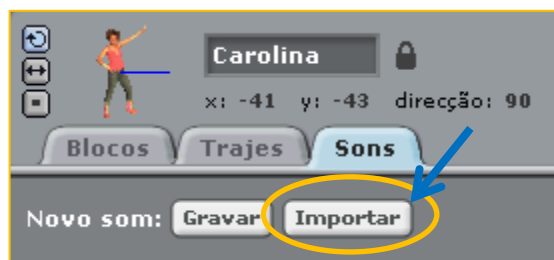 Carolina
x: -41 y: -43 direcção: 90
Blocos Trajes Sons
Novo som: Gravar Importar